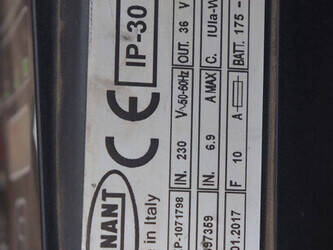 NANT
e in Italy
IP-30
P-1071798
IN. 230 V~50-60Hz OUT. 36 V
97359
IN. 6.9 A MAX C. IUIa-W
01.2017
F 10 A BATT. 175 -